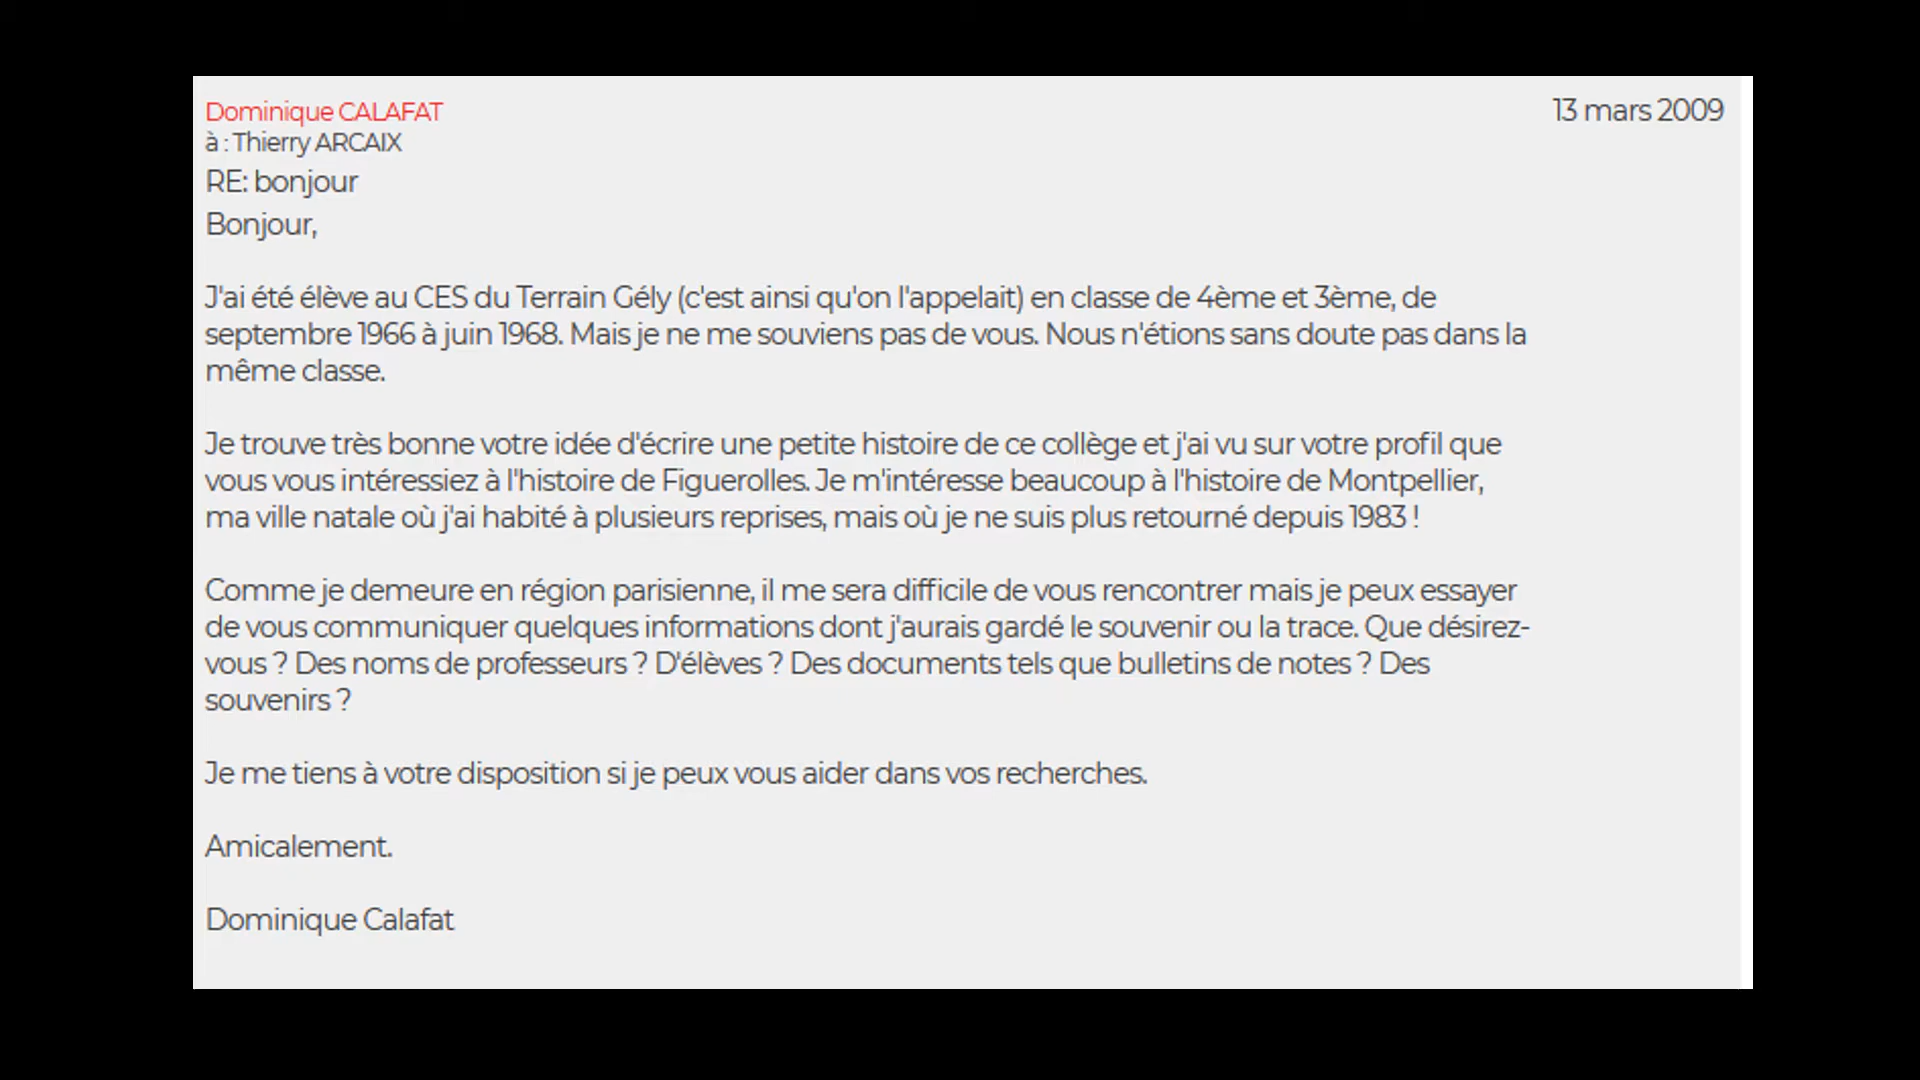 Dominique CALAFAT
13 mars 2009
à : Thierry ARCAIX
RE: bonjour
Bonjour,
J'ai été élève au CES du Terrain Gély (c'est ainsi qu'on l'appelait) en classe de 4ème et 3ème, de
septembre 1966 à juin 1968. Mais je ne me souviens pas de vous. Nous n'étions sans doute pas dans la
même classe.
Je trouve très bonne votre idée d'écrire une petite histoire de ce collège et j'ai vu sur votre profil que
vous vous intéressiez à l'histoire de Figuerolles. Je m'intéresse beaucoup à l'histoire de Montpellier,
ma ville natale où j'ai habité à plusieurs reprises, mais où je ne suis plus retourné depuis 1983 !
Comme je demeure en région parisienne, il me sera difficile de vous rencontrer mais je peux essayer
de vous communiquer quelques informations dont j'aurais gardé le souvenir ou la trace. Que désirez-
vous ? Des noms de professeurs ? D'élèves ? Des documents tels que bulletins de notes ? Des
souvenirs ?
Je me tiens à votre disposition si je peux vous aider dans vos recherches.
Amicalement.
Dominique Calafat